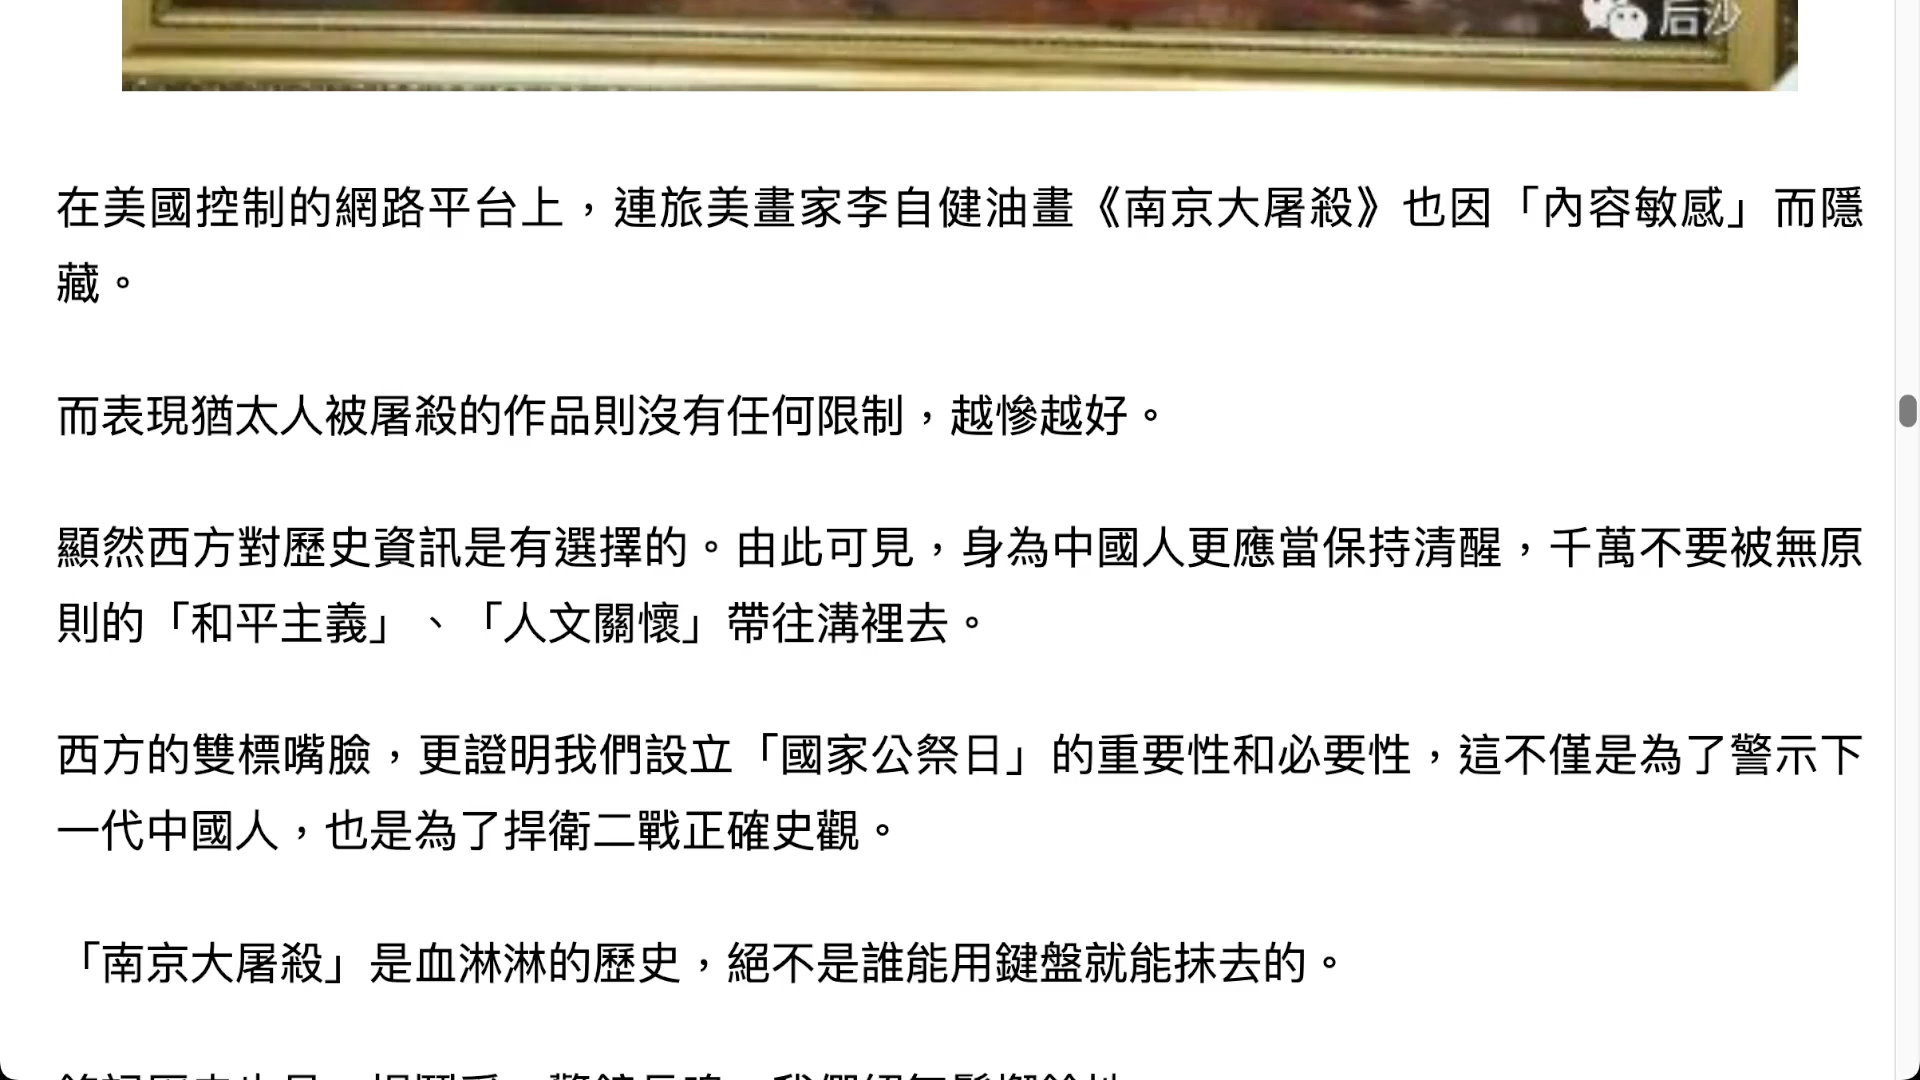 后沙
在美國控制的網路平台上，連旅美畫家李自健油畫《南京大屠殺》也因「內容敏感」而隱
藏。
而表現猶太人被屠殺的作品則沒有任何限制，越慘越好。
顯然西方對歷史資訊是有選擇的。由此可見，身為中國人更應當保持清醒，千萬不要被無原
則的「和平主義」、「人文關懷」帶往溝裡去。
西方的雙標嘴臉，更證明我們設立「國家公祭日」的重要性和必要性，這不僅是為了警示下
一代中國人，也是為了捍衛二戰正確史觀。
「南京大屠殺」是血淋淋的歷史，絕不是誰能用鍵盤就能抹去的。